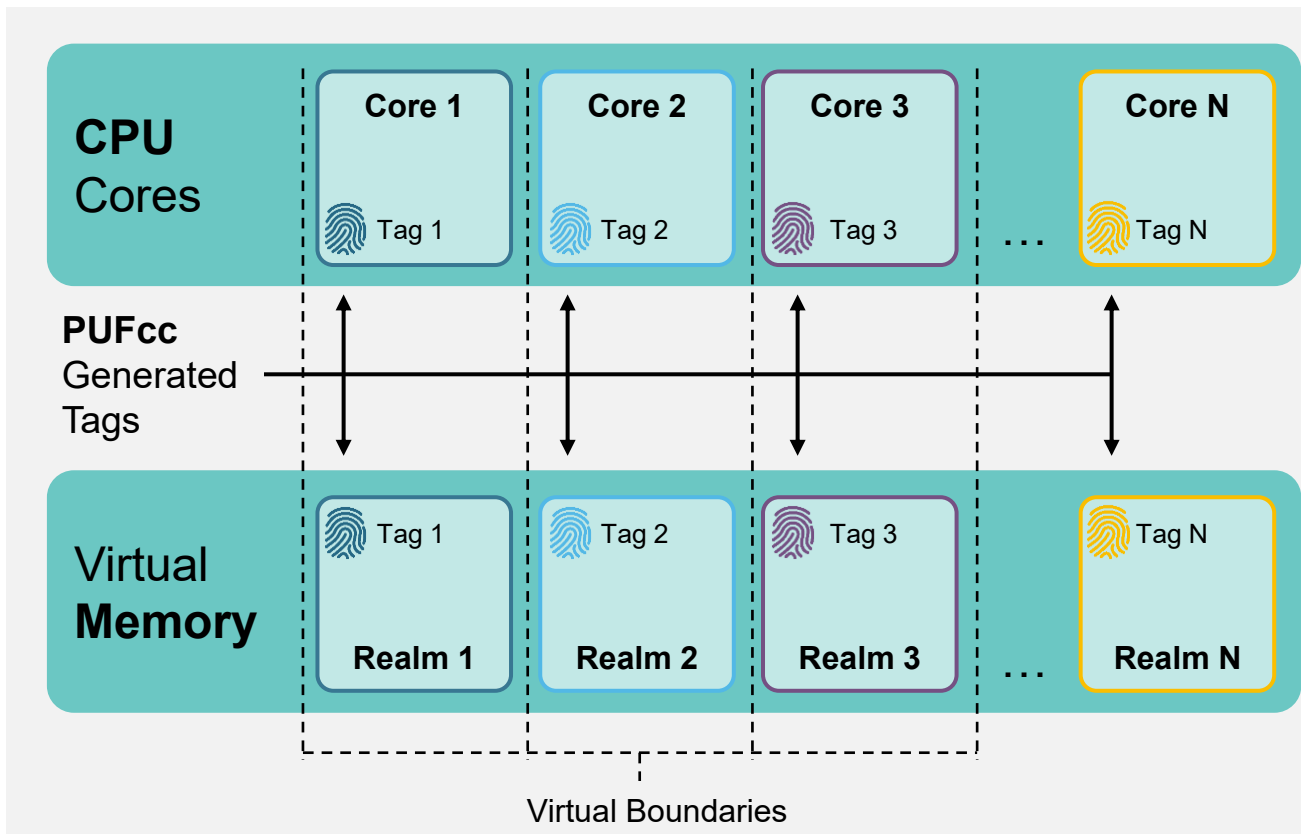 Core 1
Core 2
Core 3
Core N
CPU
Cores
Tag 1
Tag 2
Tag 3
...
Tag N
PUFcc
Generated
Tags
Tag 1
Tag 2
Tag 3
Tag N
Virtual
Memory
Realm 1
Realm 2
Realm 3
...
Realm N
Virtual Boundaries